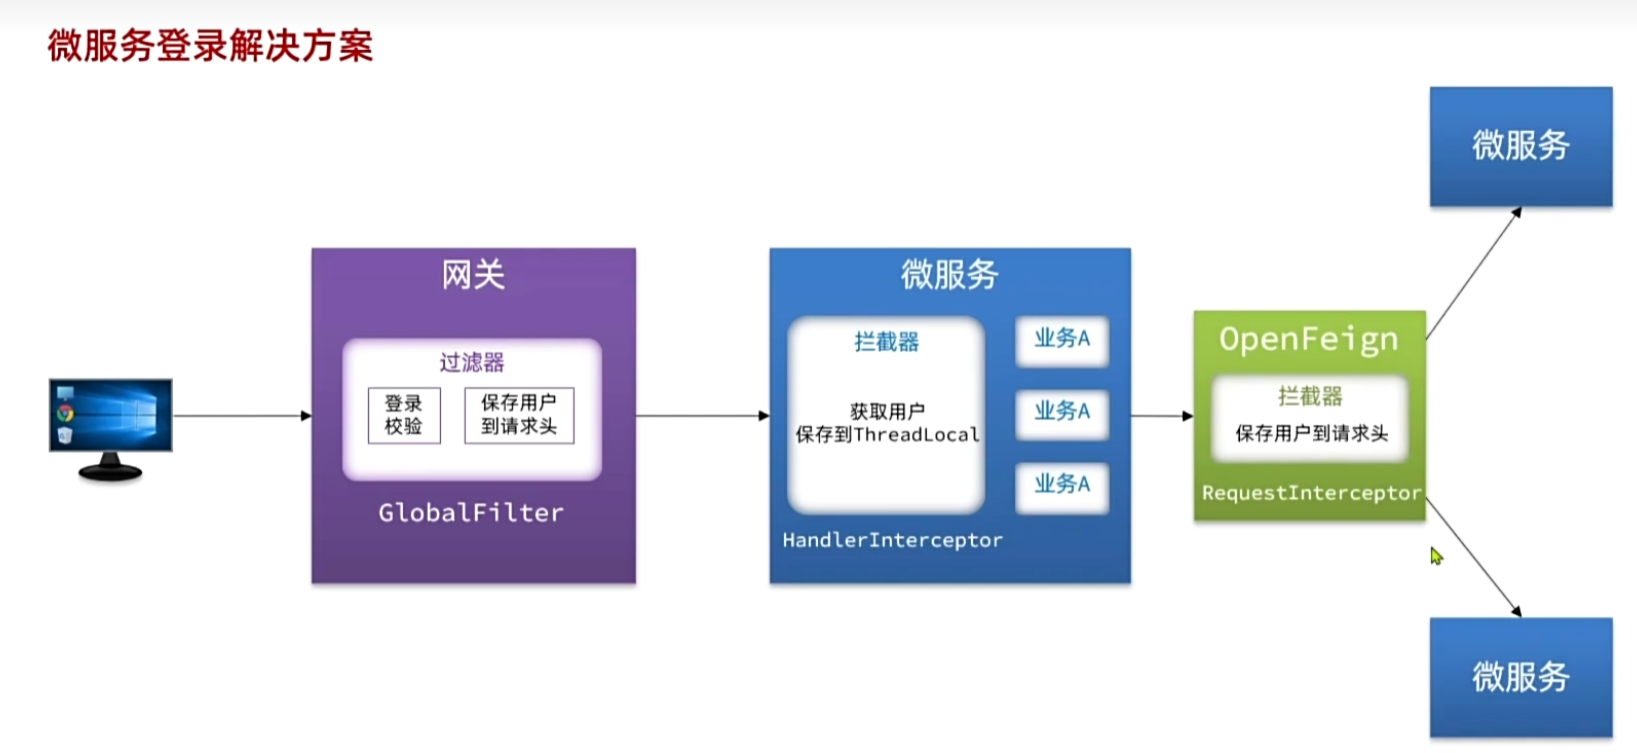 微服务登录解决方案
网关
过滤器
登录
校验
保存用户
到请求头
GlobalFilter
微服务
拦截器
获取用户
保存到ThreadLocal
HandlerInterceptor
业务A
业务A
业务A
OpenFeign
拦截器
保存用户到请求头
RequestInterceptor
微服务
微服务